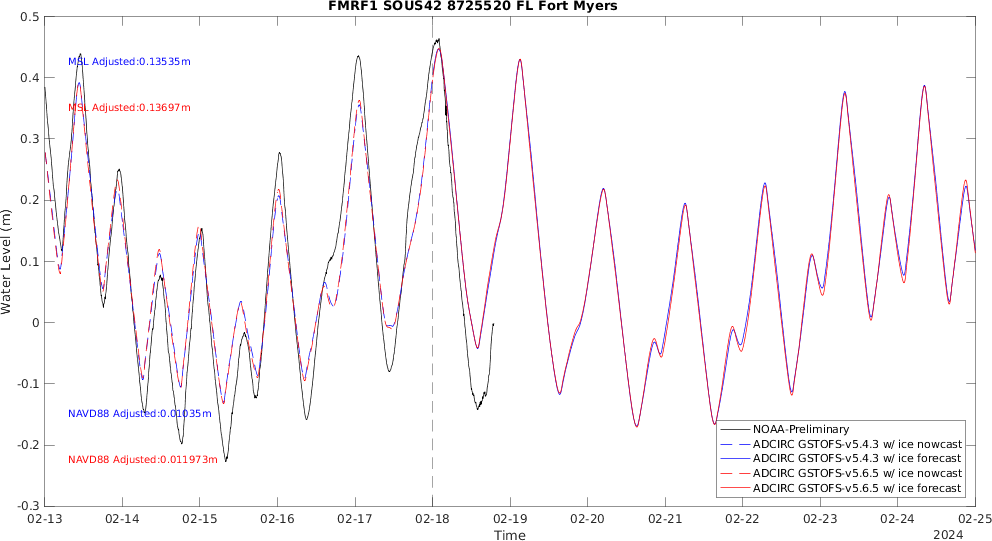 FMRF1 SOUS42 8725520 FL Fort Myers
0.5
0.4
0.3
0.2
0.1
0
-0.1
-0.2
-0.3
Water Level (m)
MSL Adjusted:0.13535m
MSL Adjusted:0.13697m
NAVD88 Adjusted:0.01035m
NAVD88 Adjusted:0.011973m
NOAA-Preliminary
ADCIRC GSTOFS-v5.4.3 w/ ice nowcast
ADCIRC GSTOFS-v5.4.3 w/ ice forecast
ADCIRC GSTOFS-v5.6.5 w/ ice nowcast
ADCIRC GSTOFS-v5.6.5 w/ ice forecast
02-13 02-14 02-15 02-16 02-17 02-18 02-19 02-20 02-21 02-22 02-23 02-24 02-25
Time
2024